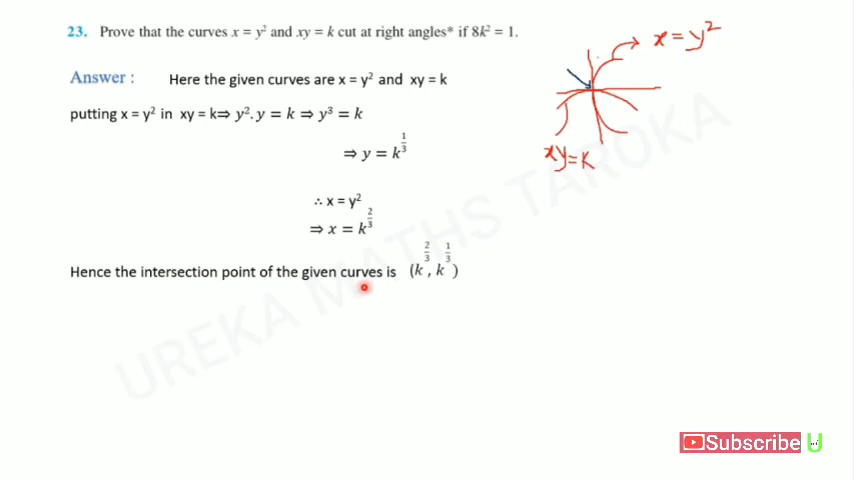 23. Prove that the curves x = y² and xy = k cut at right angles* if 8k² = 1.
x = y²
Answer : Here the given curves are x = y² and xy = k
putting x = y² in xy = k⇒ y². y = k ⇒ y³ = k
⇒ y = k^(1/3)
xy = k
∴ x = y²
⇒ x = k^(2/3)
Hence the intersection point of the given curves is (k^(2/3), k^(1/3))
UREKA MATHS TAROKA
Subscribe U